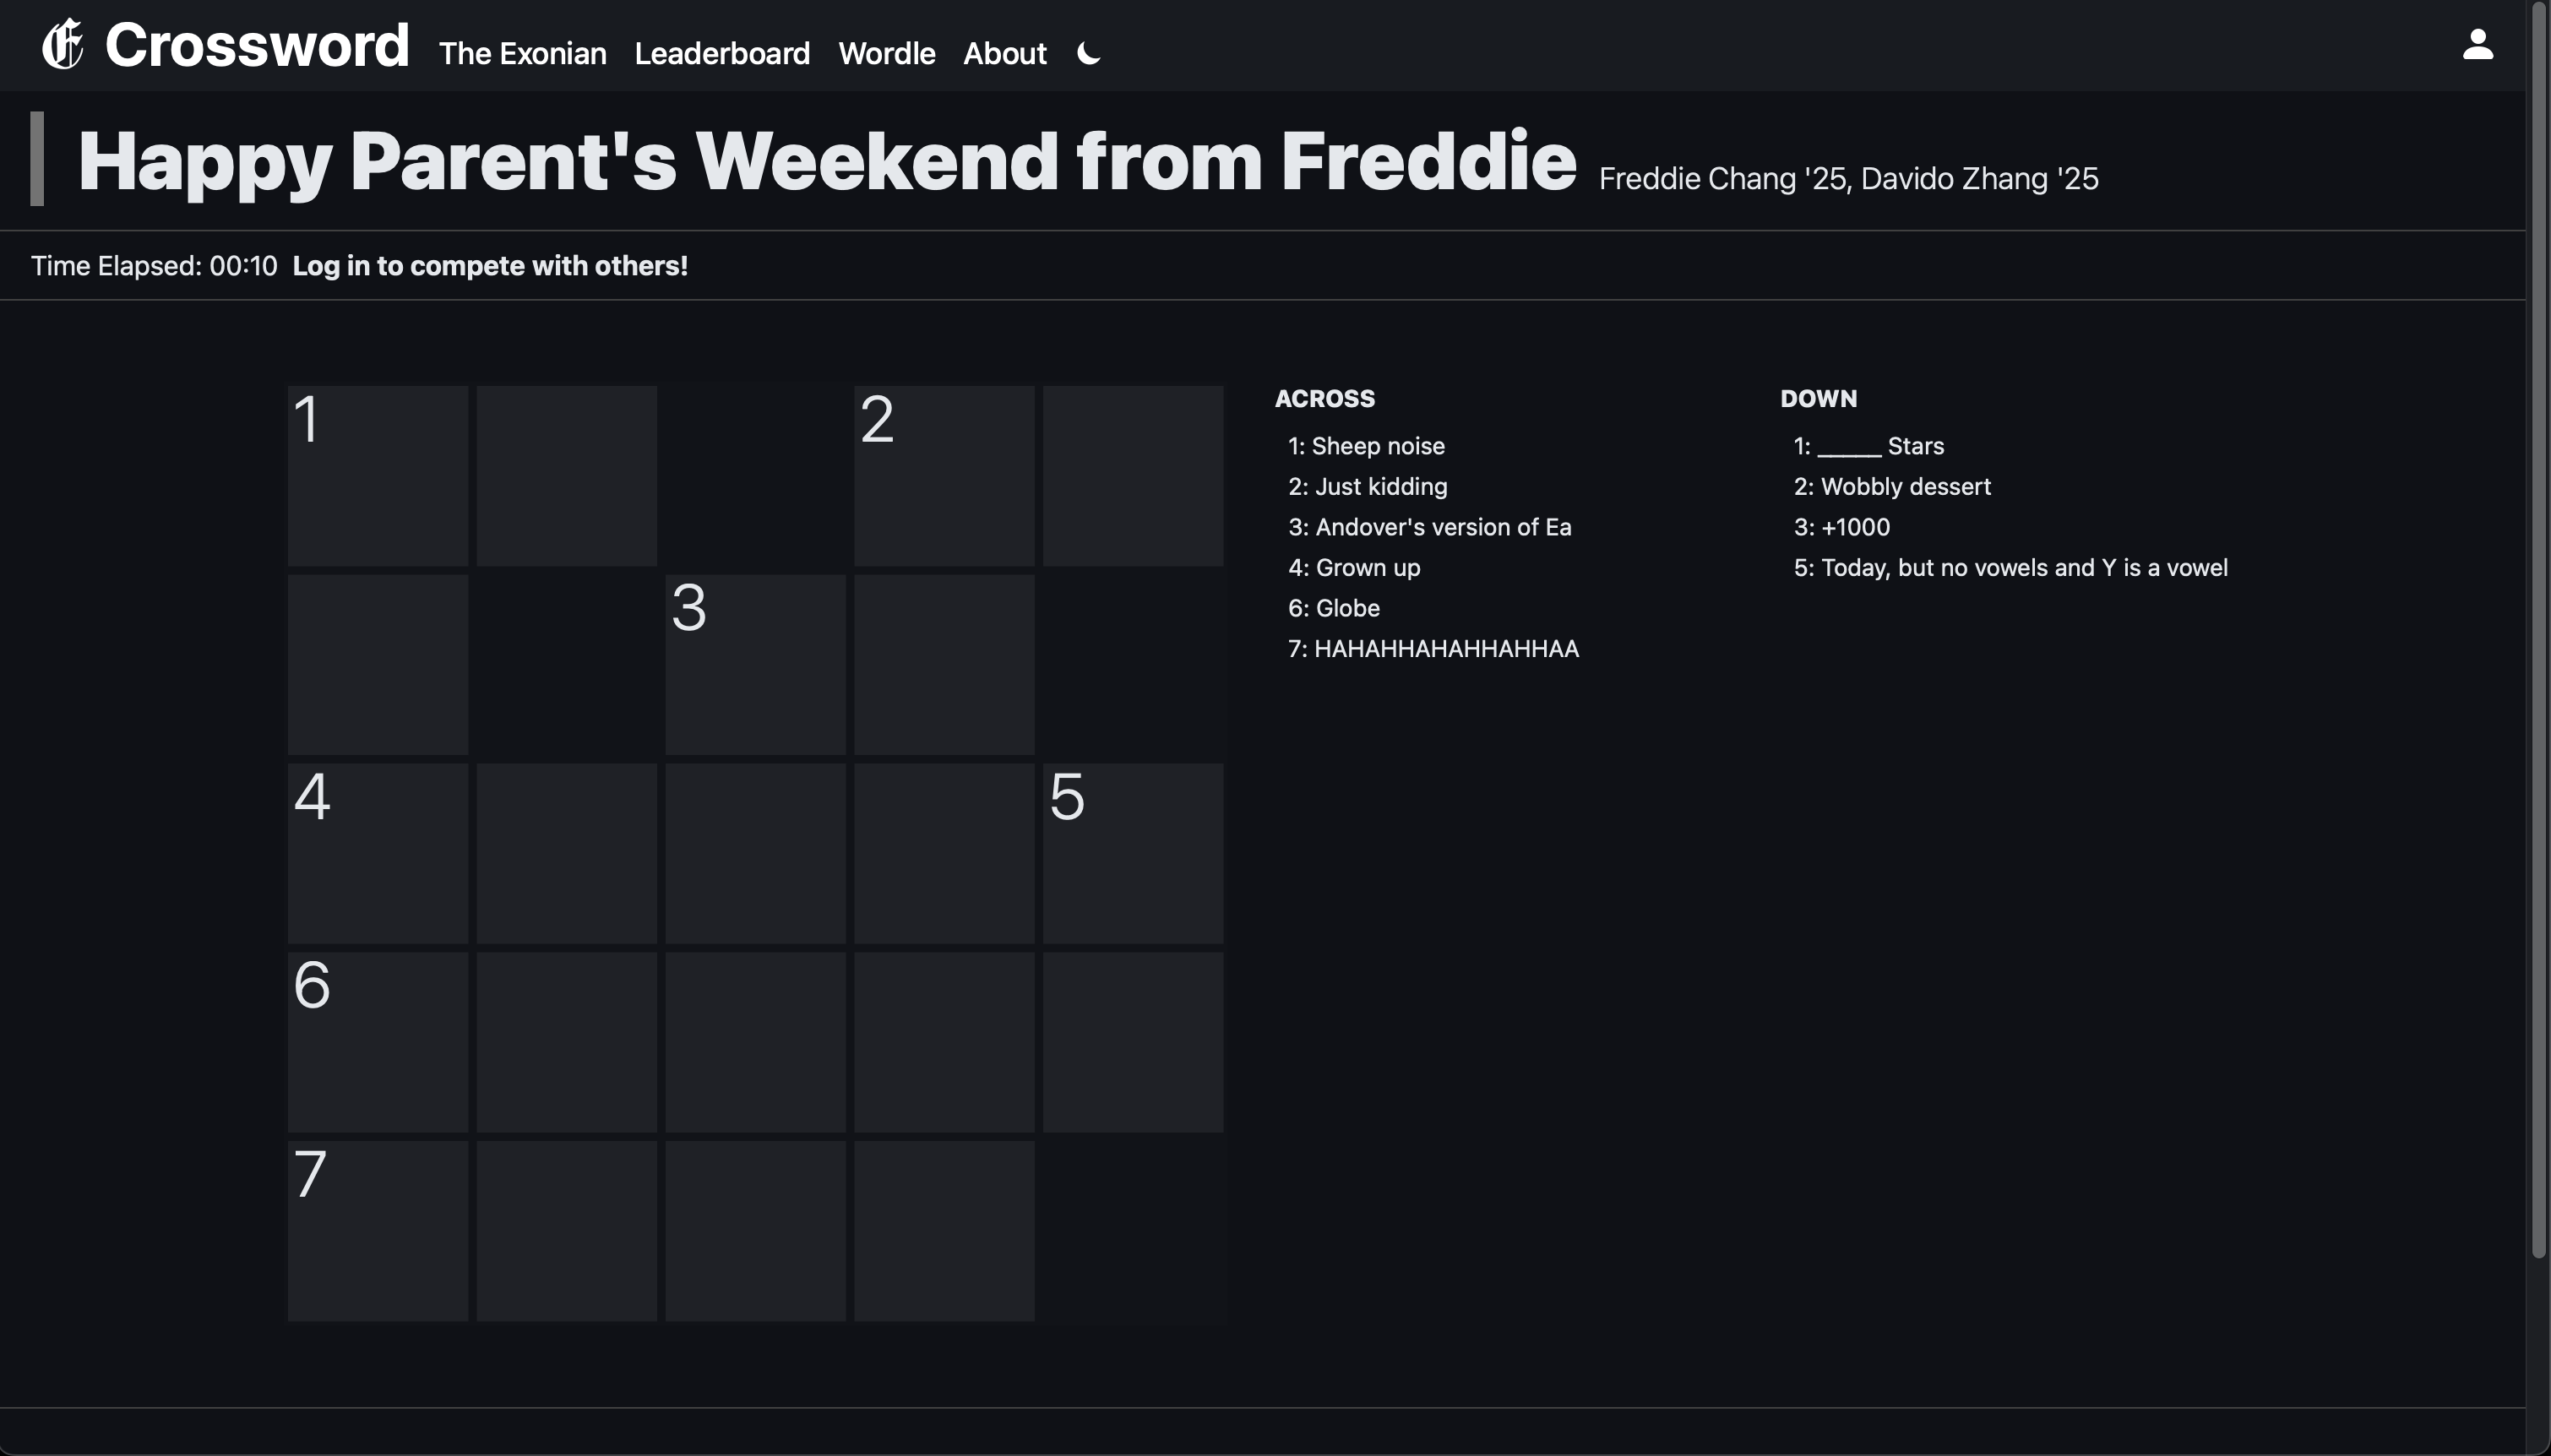 E Crossword The Exonian Leaderboard Wordle About
Happy Parent's Weekend from Freddie Freddie Chang '25, Davido Zhang '25
Time Elapsed: 00:10 Log in to compete with others!
1 2
3
4 5
6
7
ACROSS
1: Sheep noise
2: Just kidding
3: Andover's version of Ea
4: Grown up
6: Globe
7: HAHAHHAHAHHAHHAA
DOWN
1: _____ Stars
2: Wobbly dessert
3: +1000
5: Today, but no vowels and Y is a vowel